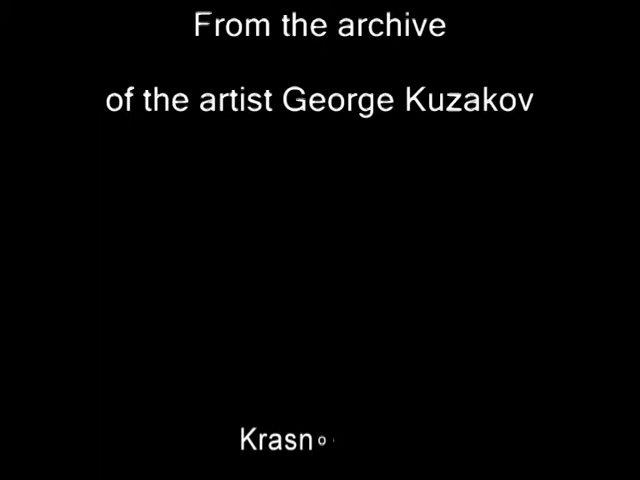 From the archive
of the artist George Kuzakov
Krasno